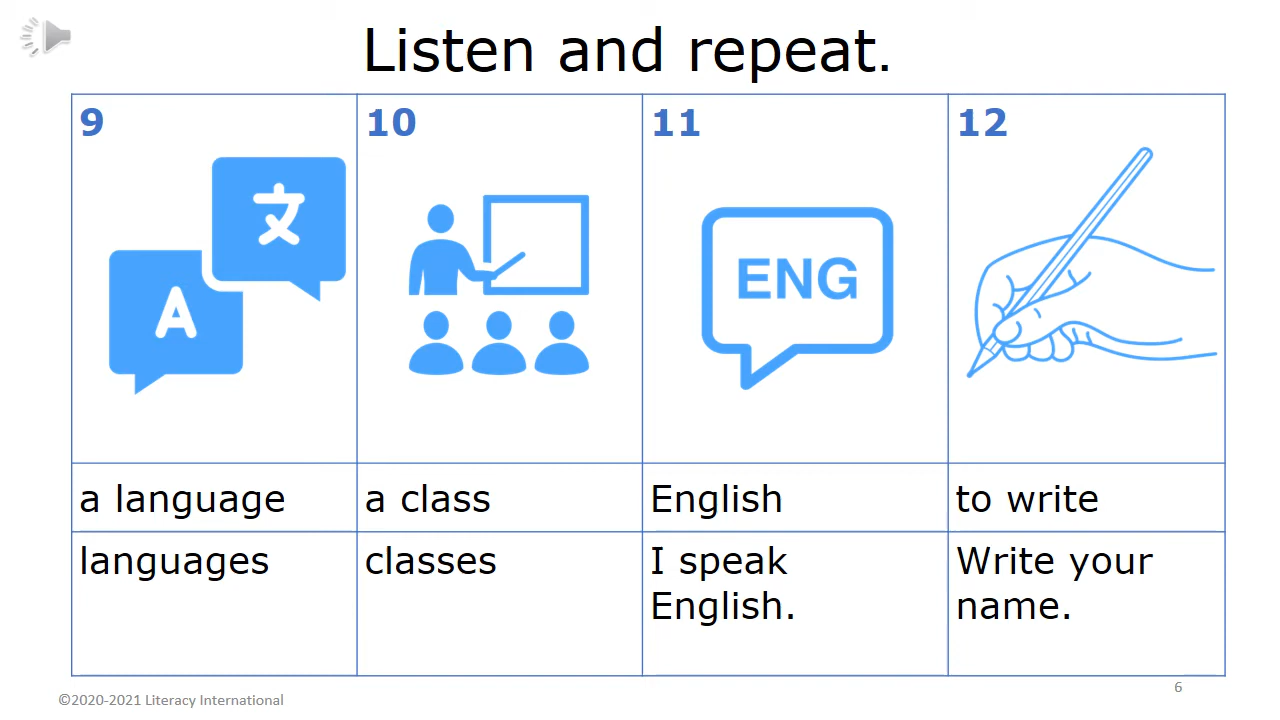 Listen and repeat.
9
10
11
12
文
A
ENG
a language
a class
English
to write
languages
classes
I speak
English.
Write your
name.
©2020-2021 Literacy International
6